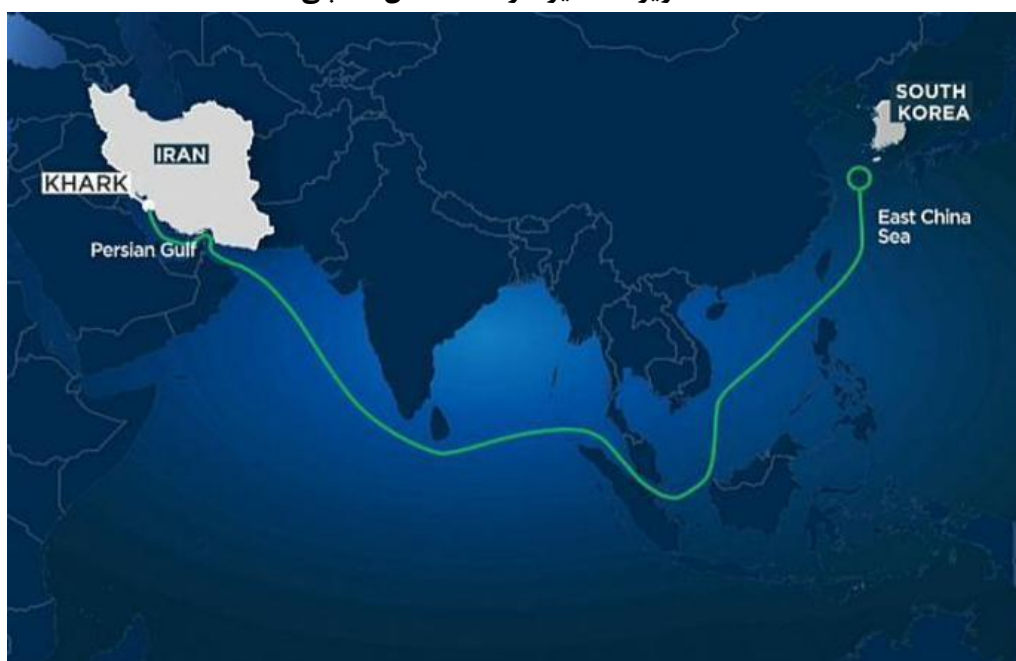 IRAN
KHARK
Persian Gulf
SOUTH
KOREA
East China
Sea